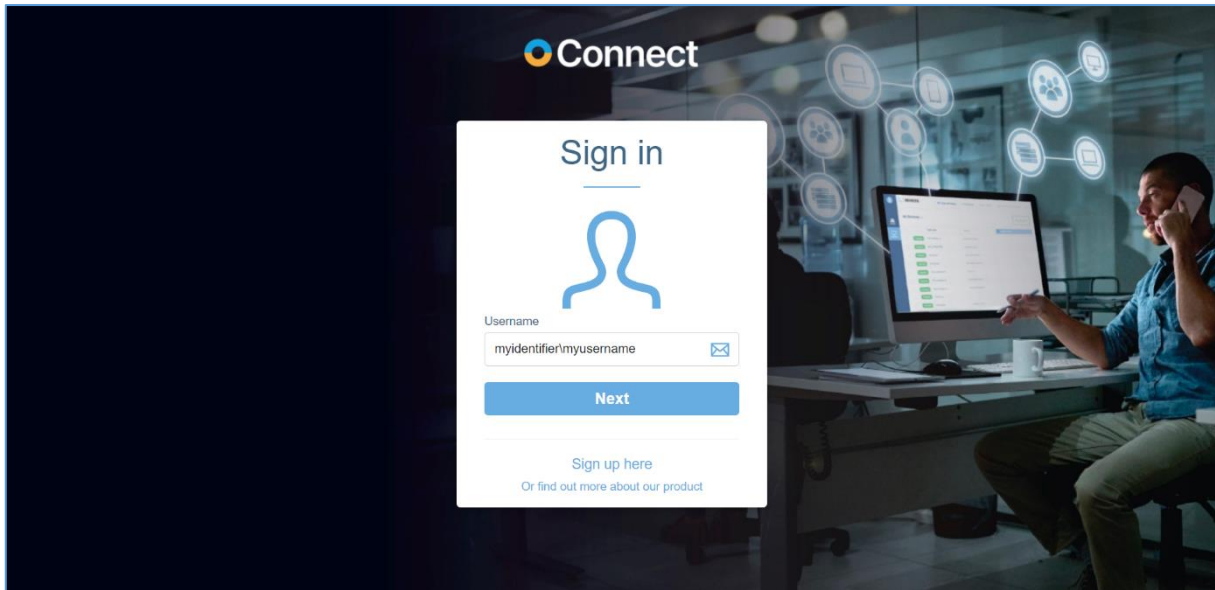 Connect
Sign in
Username
myidentifier\myusername
Next
Sign up here
Or find out more about our product